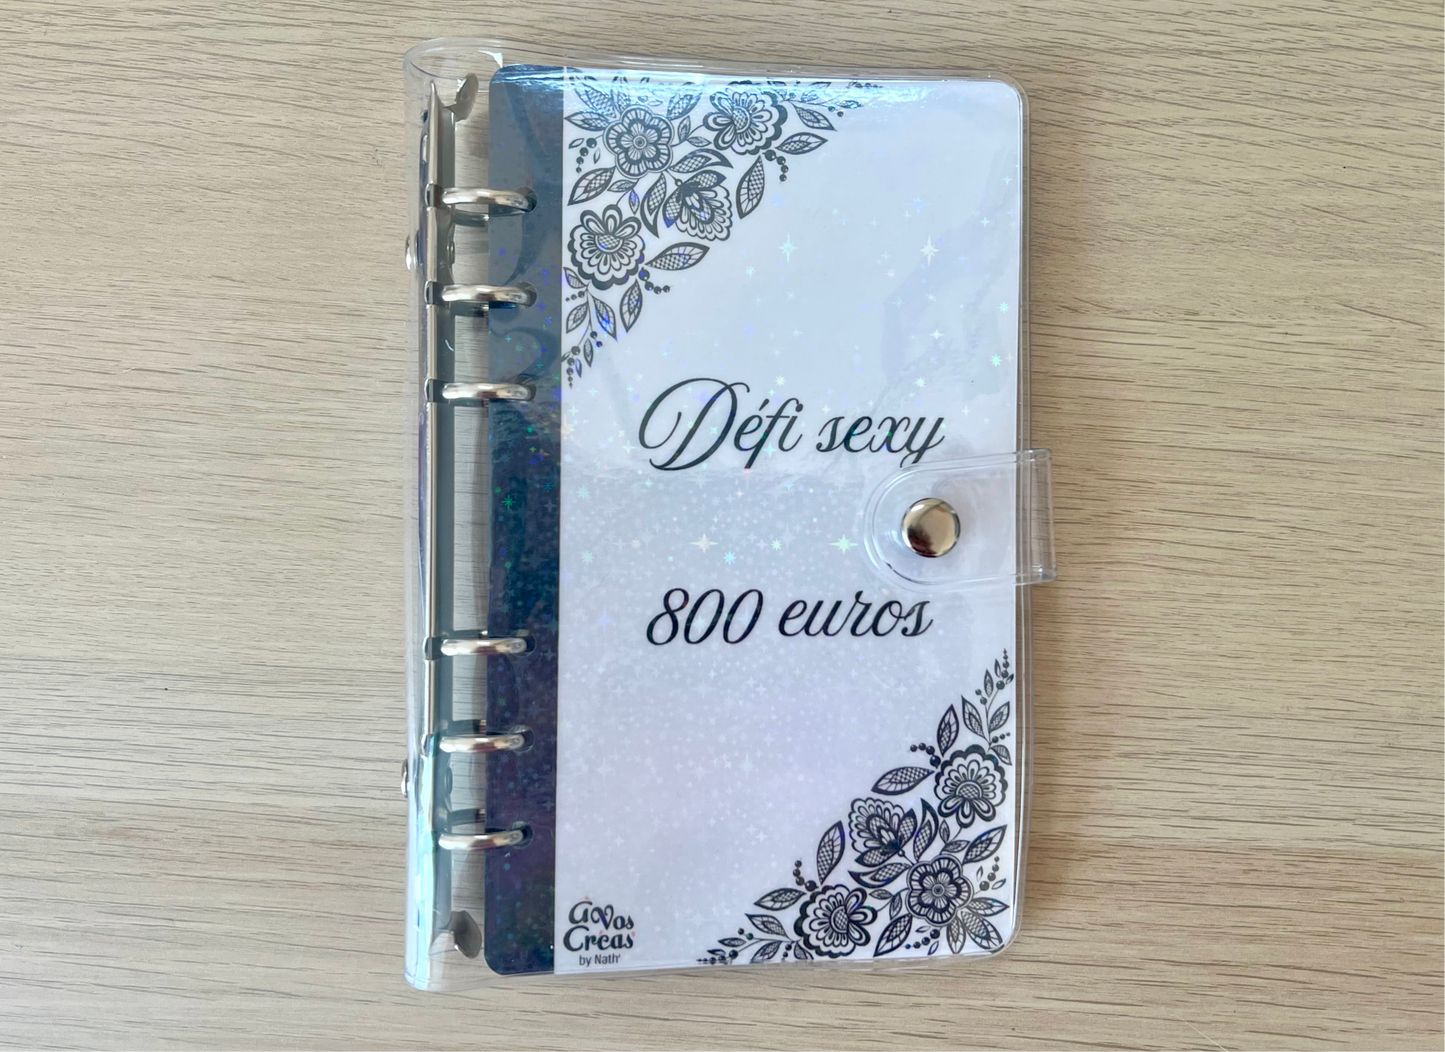 Défi sexy
800 euros
à Vos
Créas
by Nath'